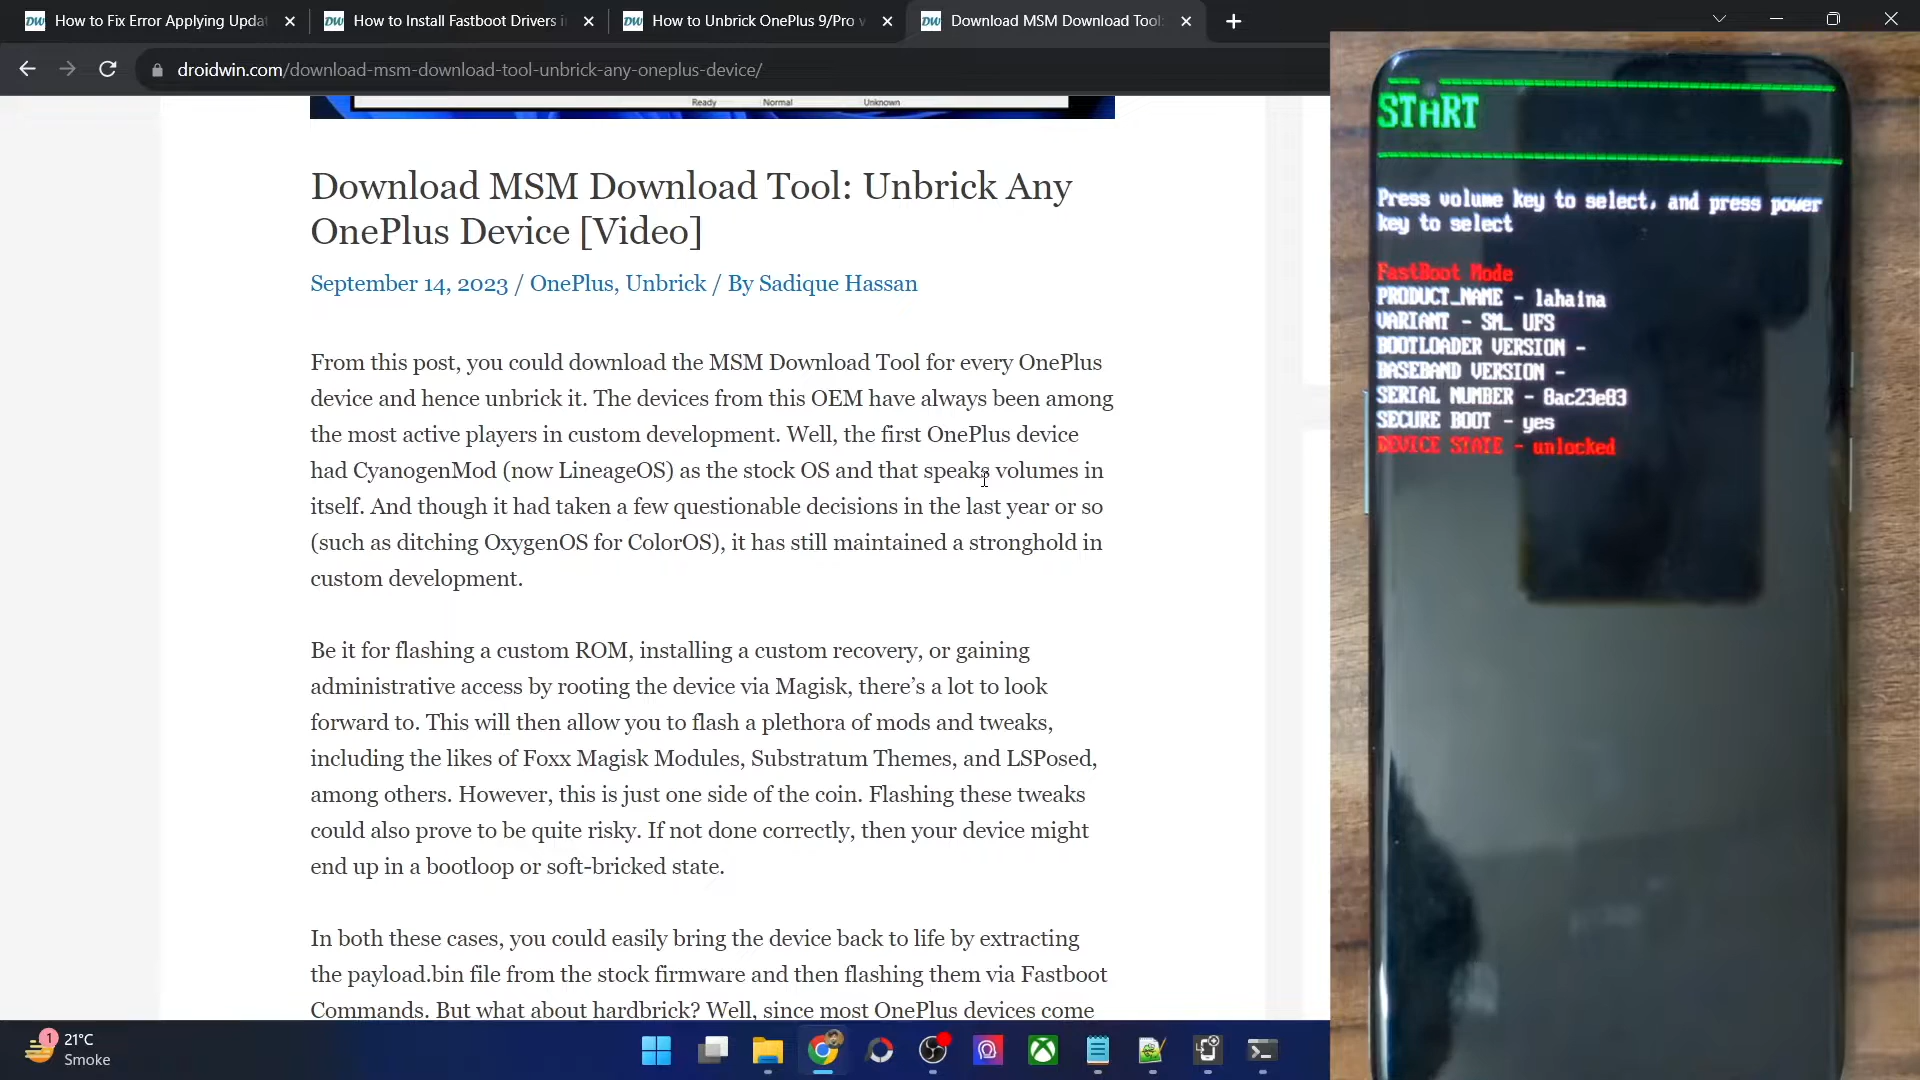 How to Fix Error Applying Upda
How to Install Fastboot Drivers i
How to Unbrick OnePlus 9/Pro v
Download MSM Download Tool:
droidwin.com/download-msm-download-tool-unbrick-any-oneplus-device/
Ready Normal Unknown
Download MSM Download Tool: Unbrick Any
OnePlus Device [Video]
September 14, 2023 / OnePlus, Unbrick / By Sadique Hassan
From this post, you could download the MSM Download Tool for every OnePlus
device and hence unbrick it. The devices from this OEM have always been among
the most active players in custom development. Well, the first OnePlus device
had CyanogenMod (now LineageOS) as the stock OS and that speaks volumes in
itself. And though it had taken a few questionable decisions in the last year or so
(such as ditching OxygenOS for ColorOS), it has still maintained a stronghold in
custom development.
Be it for flashing a custom ROM, installing a custom recovery, or gaining
administrative access by rooting the device via Magisk, there’s a lot to look
forward to. This will then allow you to flash a plethora of mods and tweaks,
including the likes of Foxx Magisk Modules, Substratum Themes, and LSPosed,
among others. However, this is just one side of the coin. Flashing these tweaks
could also prove to be quite risky. If not done correctly, then your device might
end up in a bootloop or soft-bricked state.
In both these cases, you could easily bring the device back to life by extracting
the payload.bin file from the stock firmware and then flashing them via Fastboot
Commands. But what about hardbrick? Well, since most OnePlus devices come
START
Press volume key to select, and press power
key to select
FastBoot Mode
PRODUCT_NAME - lahaina
VARIANT - SM_ UFS
BOOTLOADER VERSION -
BASEBAND VERSION -
SERIAL NUMBER - 8ac23e83
SECURE BOOT - yes
DEVICE STATE - unlocked
1
21°C
Smoke